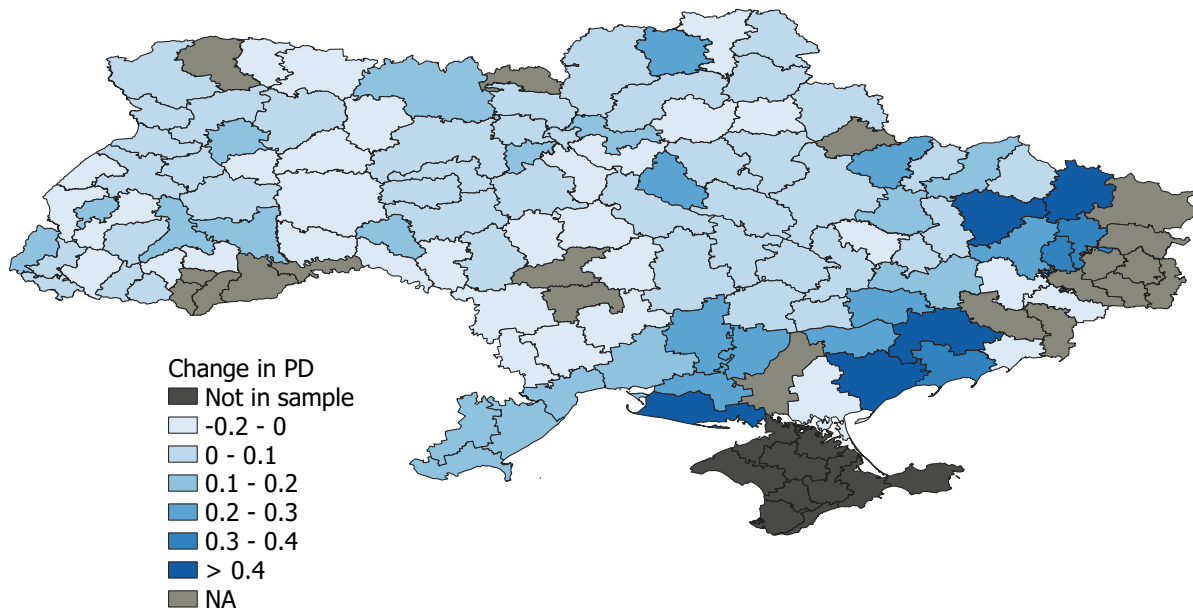 Change in PD
Not in sample
-0.2 - 0
0 - 0.1
0.1 - 0.2
0.2 - 0.3
0.3 - 0.4
> 0.4
NA